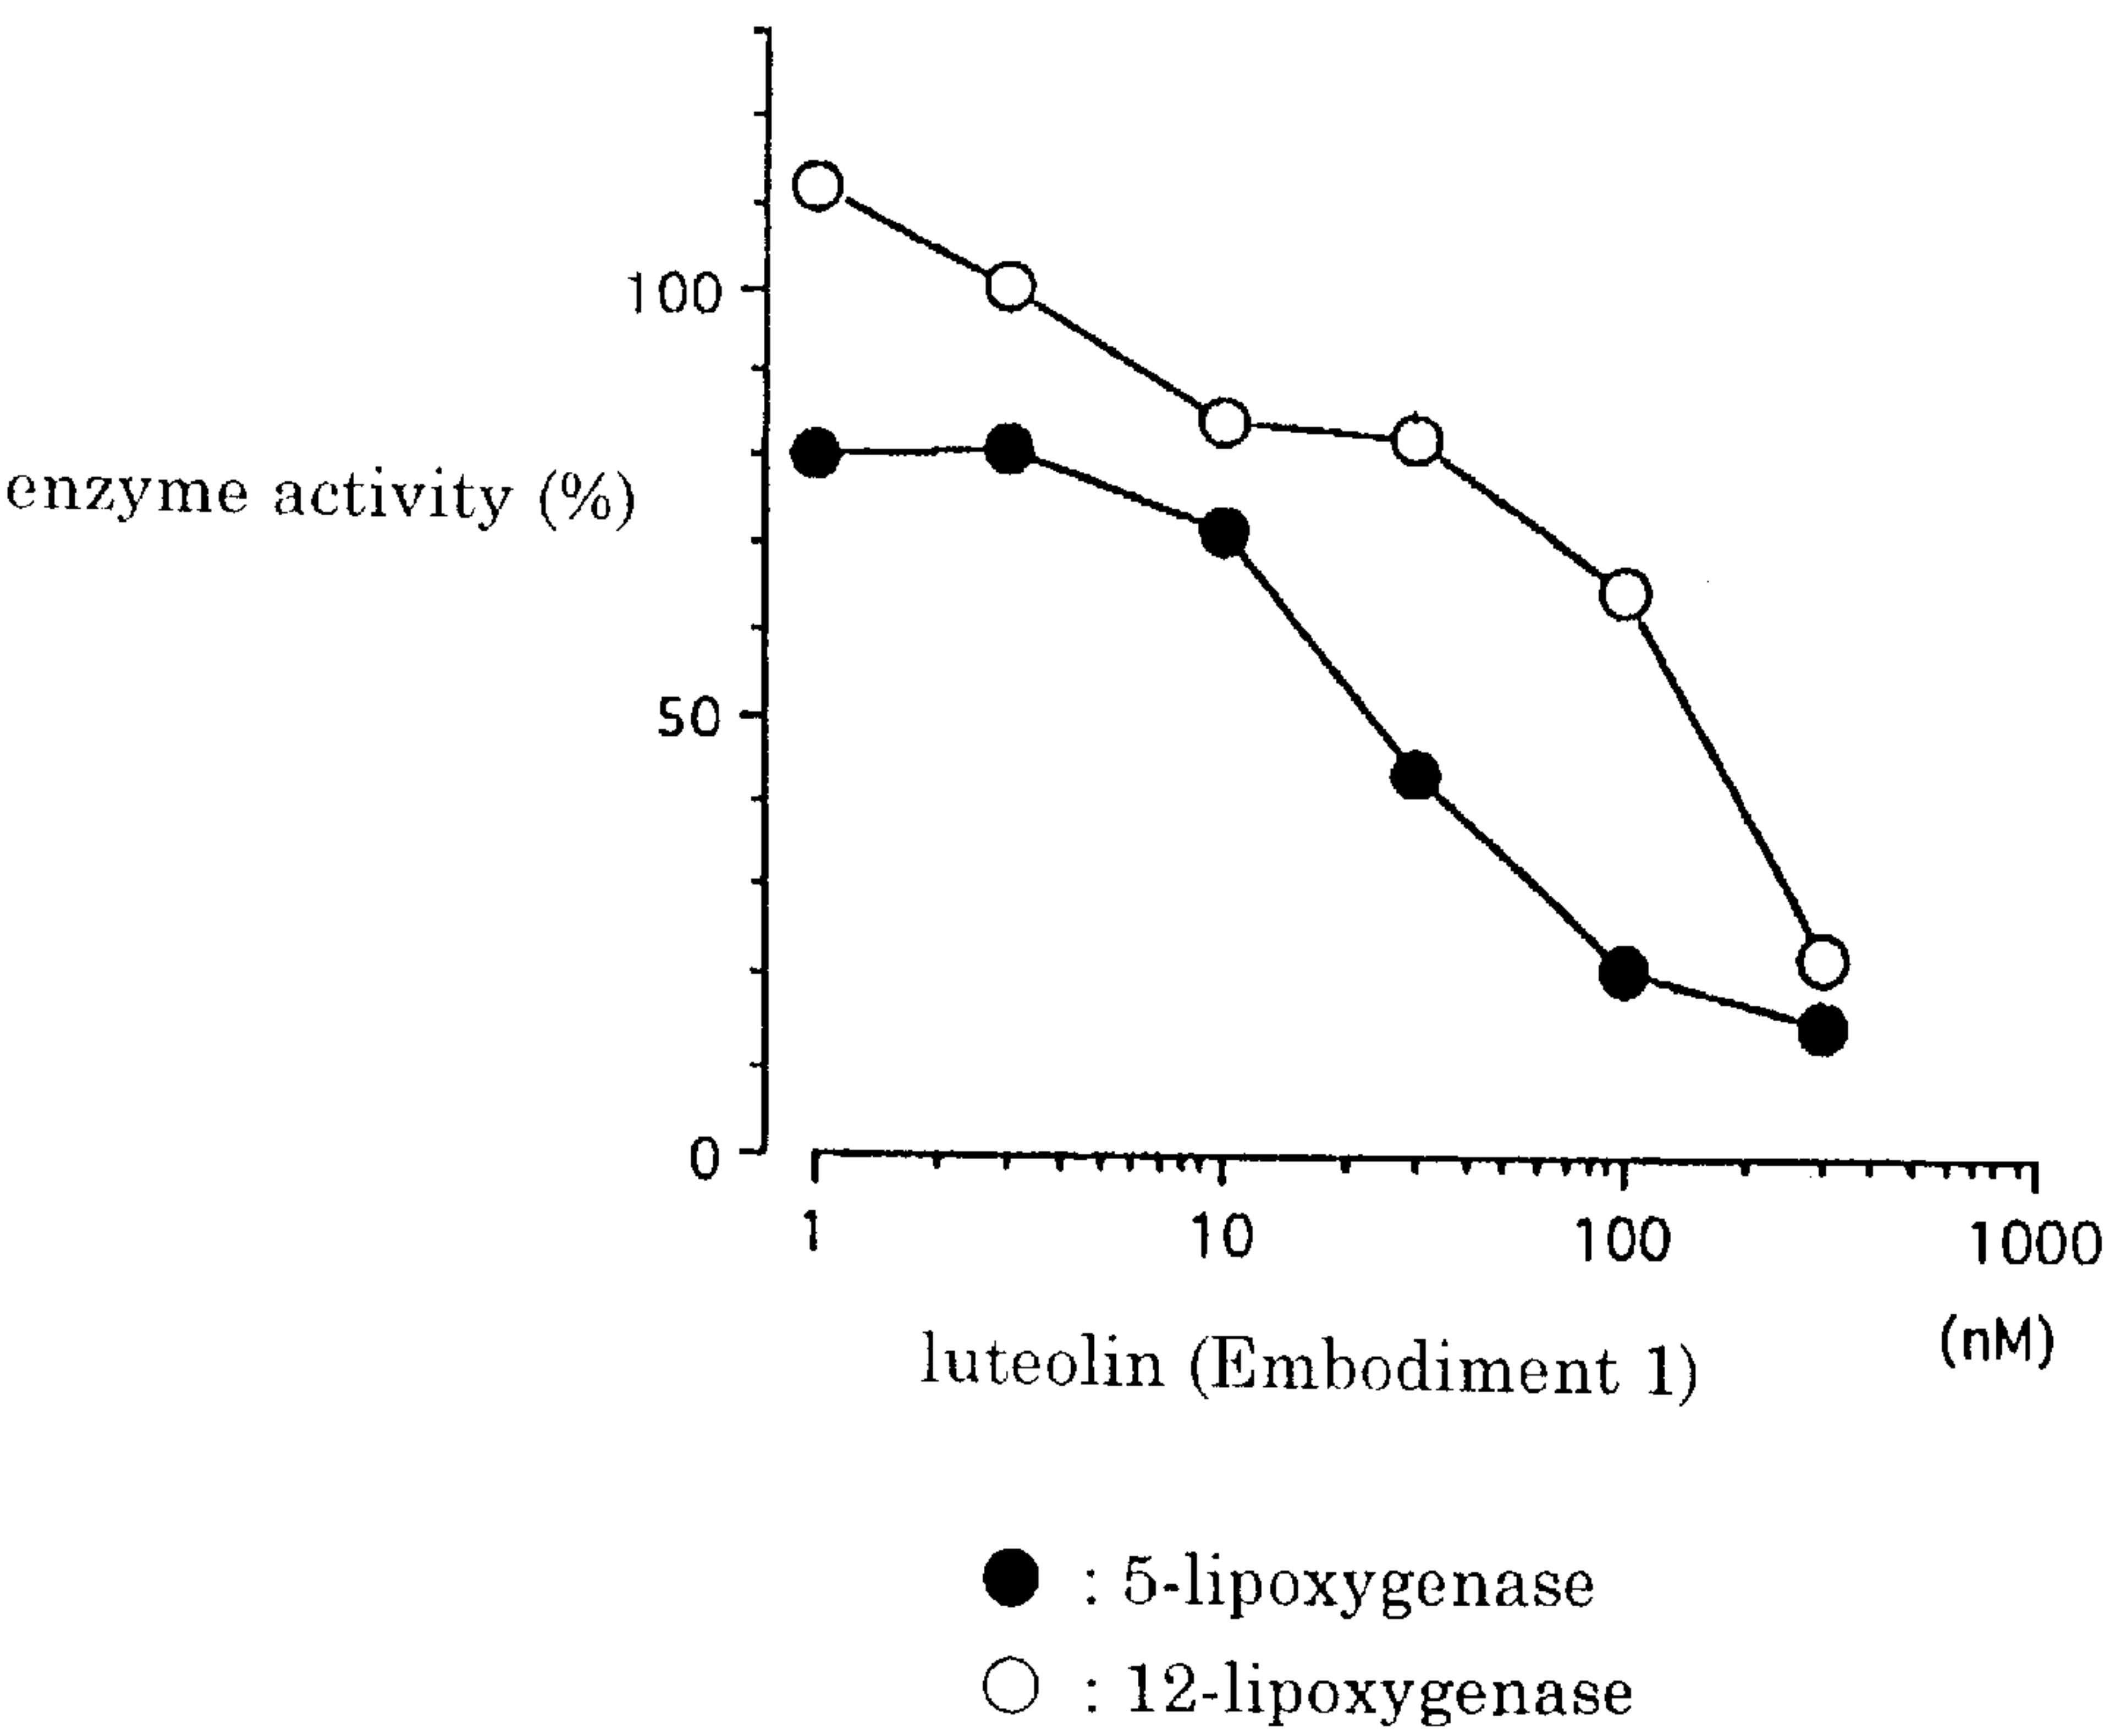 100
enzyme activity (%)
50
0
1 10 100 1000
(nM)
luteolin (Embodiment 1)
● : 5-lipoxygenase
○ : 12-lipoxygenase